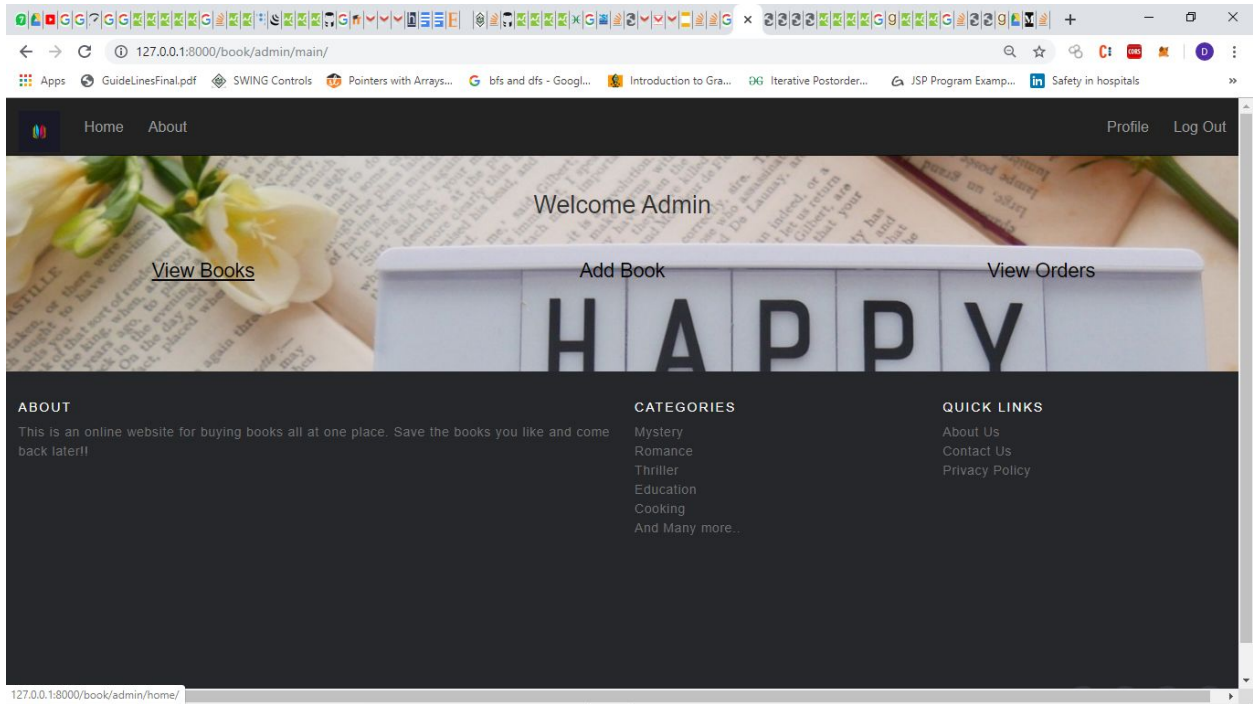 127.0.0.1:8000/book/admin/main/
Apps GuideLinesFinal.pdf SWING Controls Pointers with Arrays... bfs and dfs - Googl... Introduction to Gra... Iterative Postorder... JSP Program Examp... Safety in hospitals »
Home About Profile Log Out
Welcome Admin
View Books Add Book View Orders
HAPPY
ABOUT
This is an online website for buying books all at one place. Save the books you like and come
back later!!
CATEGORIES
Mystery
Romance
Thriller
Education
Cooking
And Many more..
QUICK LINKS
About Us
Contact Us
Privacy Policy
127.0.0.1:8000/book/admin/home/